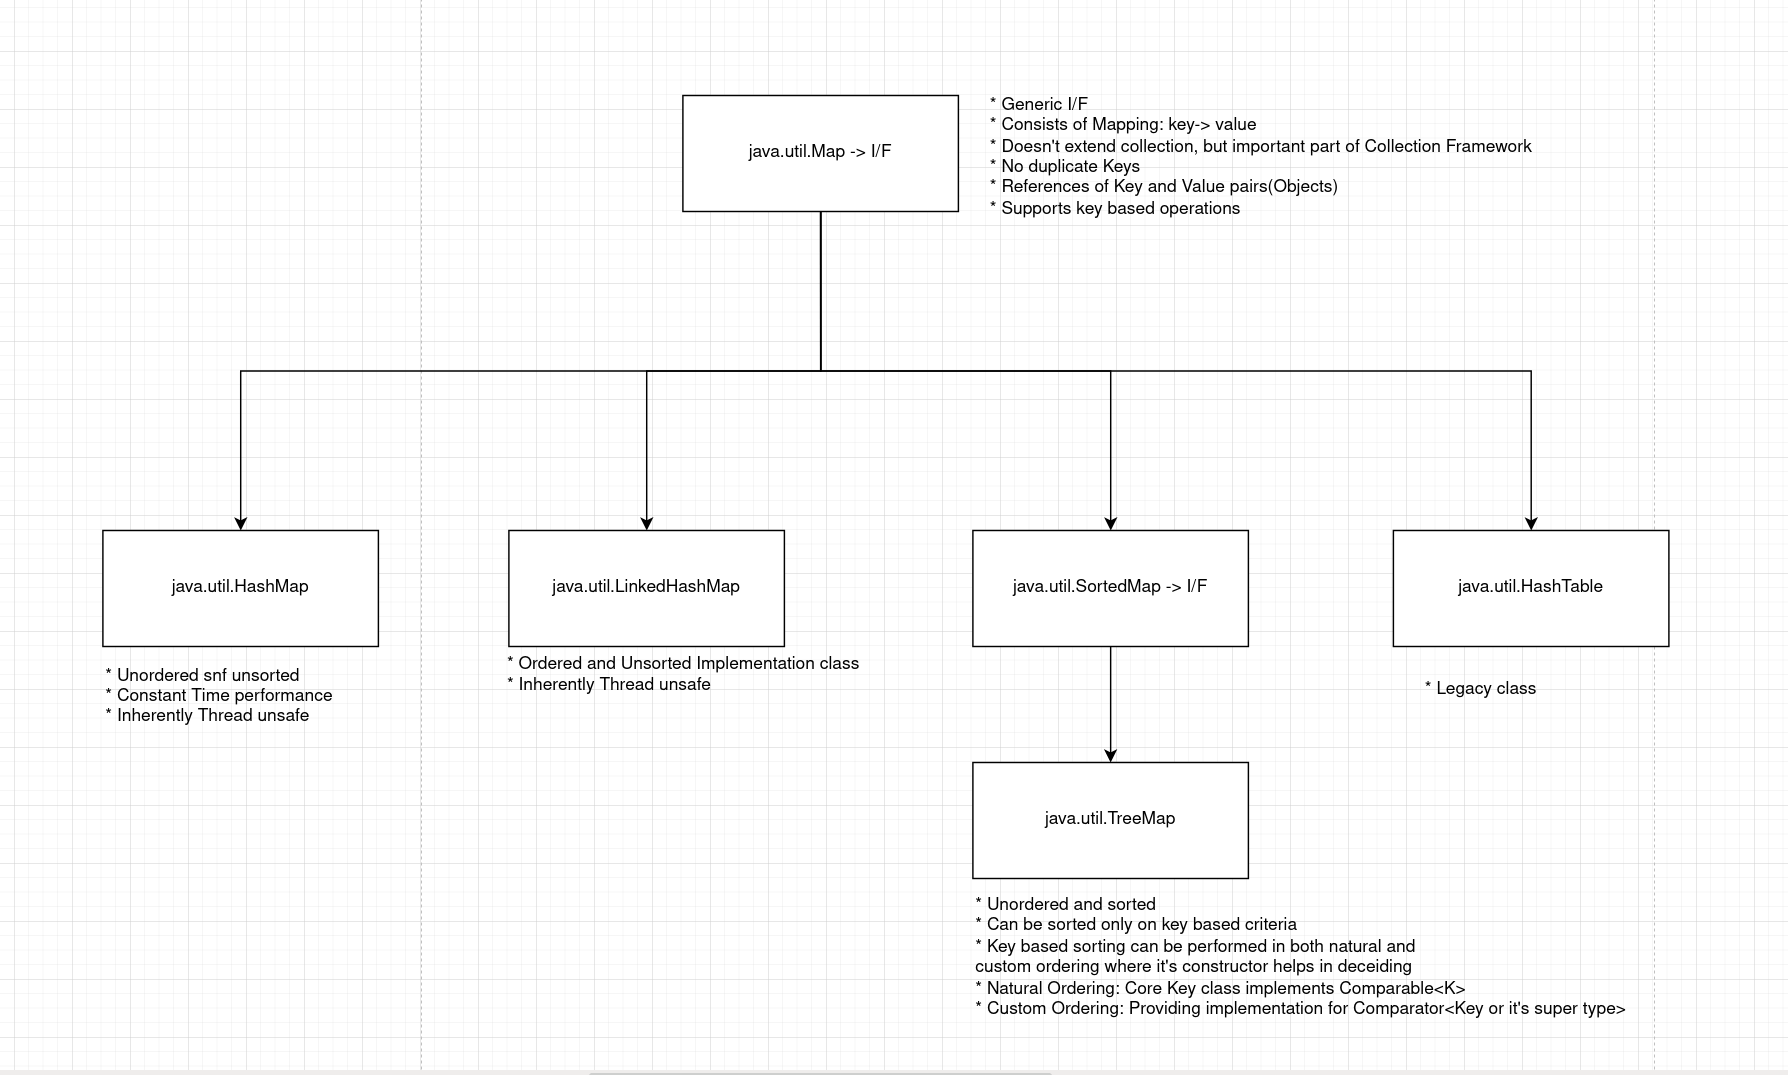 java.util.Map -> I/F
* Generic I/F
* Consists of Mapping: key-> value
* Doesn't extend collection, but important part of Collection Framework
* No duplicate Keys
* References of Key and Value pairs(Objects)
* Supports key based operations
java.util.HashMap
* Unordered snf unsorted
* Constant Time performance
* Inherently Thread unsafe
java.util.LinkedHashMap
* Ordered and Unsorted Implementation class
* Inherently Thread unsafe
java.util.SortedMap -> I/F
java.util.HashTable
* Legacy class
java.util.TreeMap
* Unordered and sorted
* Can be sorted only on key based criteria
* Key based sorting can be performed in both natural and
custom ordering where it's constructor helps in deceiding
* Natural Ordering: Core Key class implements Comparable<K>
* Custom Ordering: Providing implementation for Comparator<Key or it's super type>